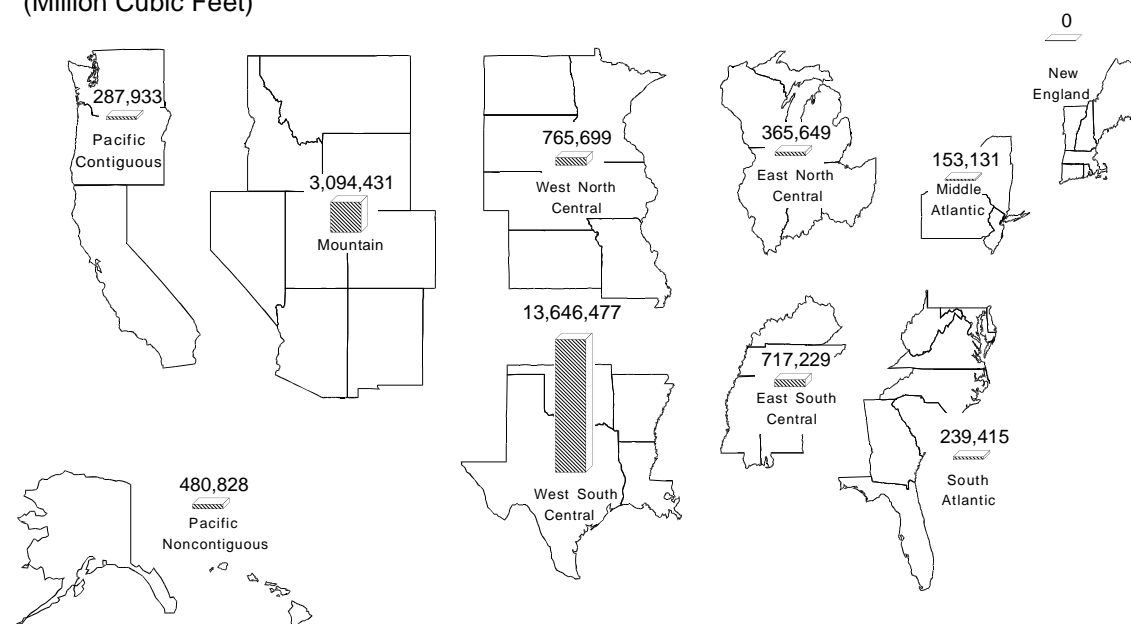 (Million Cubic Feet)
0
New
England
287,933
Pacific
Contiguous
3,094,431
Mountain
765,699
West North
Central
365,649
East North
Central
153,131
Middle
Atlantic
13,646,477
West South
Central
717,229
East South
Central
239,415
South
Atlantic
480,828
Pacific
Noncontiguous